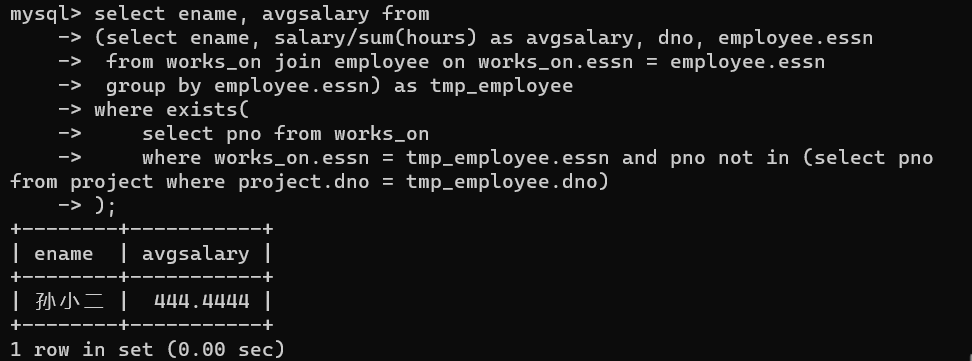 mysql> select ename, avgsalary from
    -> (select ename, salary/sum(hours) as avgsalary, dno, employee.essn
    ->  from works_on join employee on works_on.essn = employee.essn
    ->  group by employee.essn) as tmp_employee
    -> where exists(
    ->     select pno from works_on
    ->     where works_on.essn = tmp_employee.essn and pno not in (select pno
from project where project.dno = tmp_employee.dno)
    -> );
+--------+-----------+
| ename  | avgsalary |
+--------+-----------+
| 孙小二 |  444.4444 |
+--------+-----------+
1 row in set (0.00 sec)